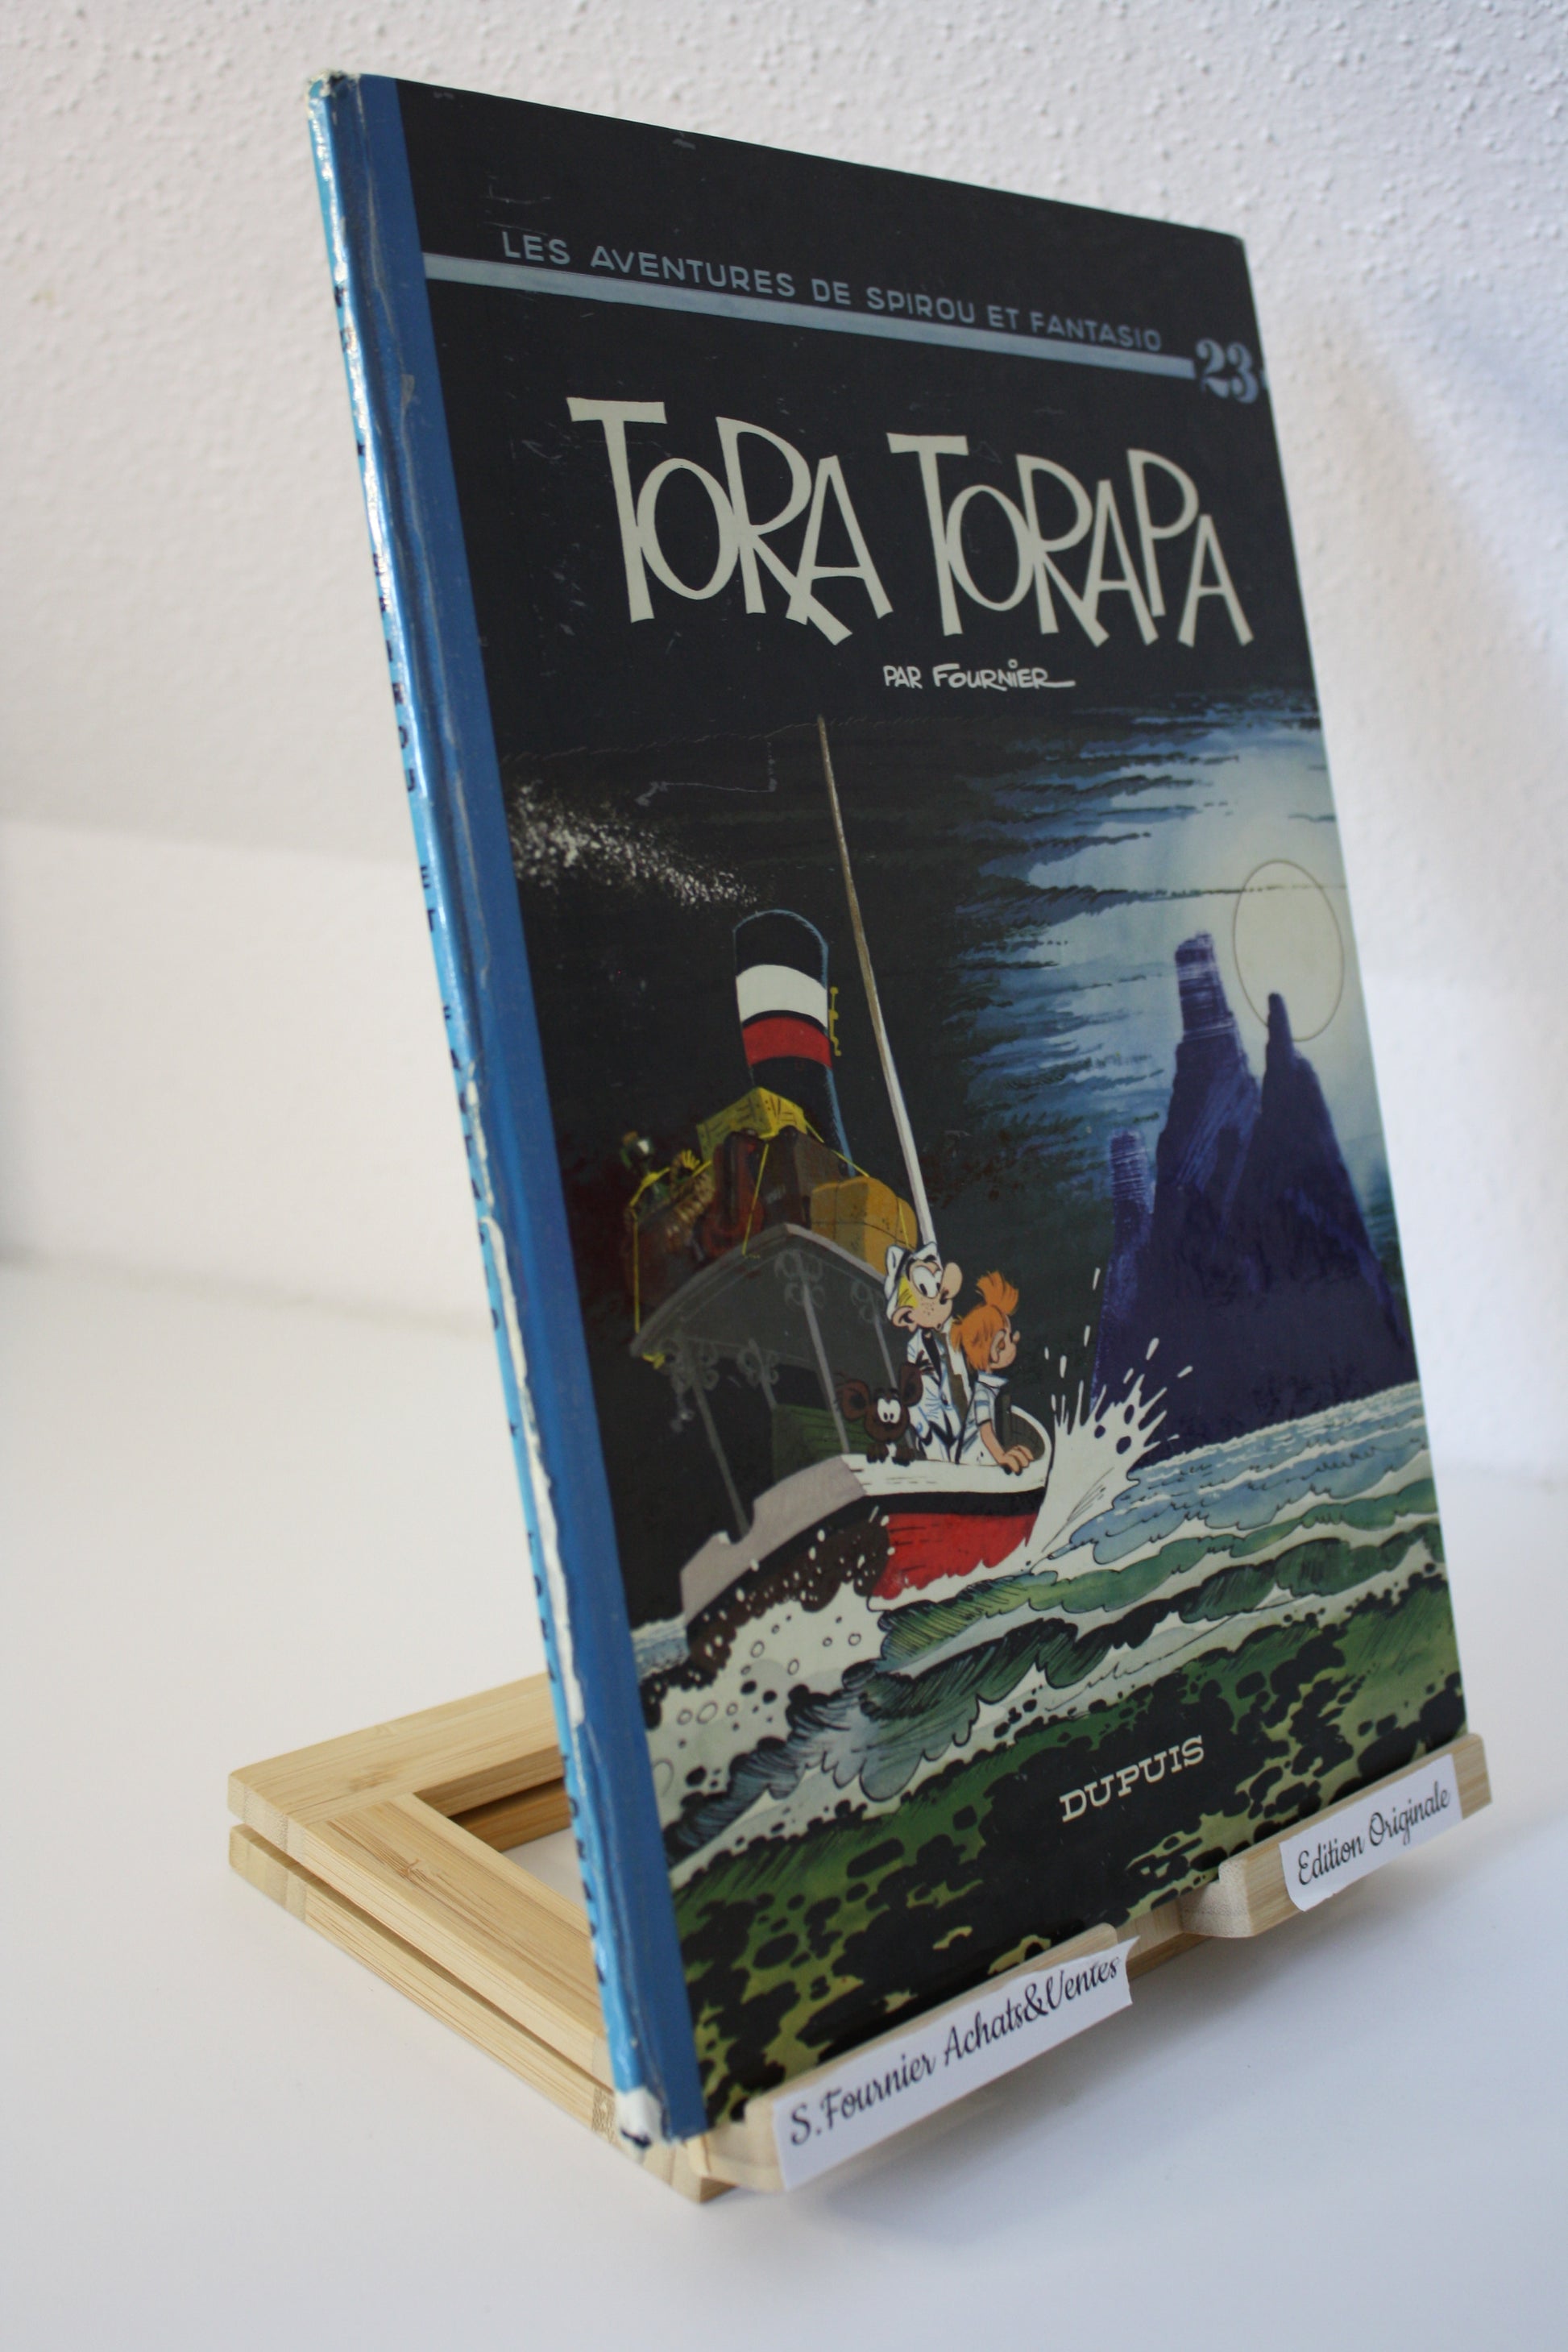 LES AVENTURES DE SPIROU ET FANTASIO
23
TORA TORAPA
PAR FOURNIER
DUPUIS
Edition Originale
S.Fournier Achats&Ventes